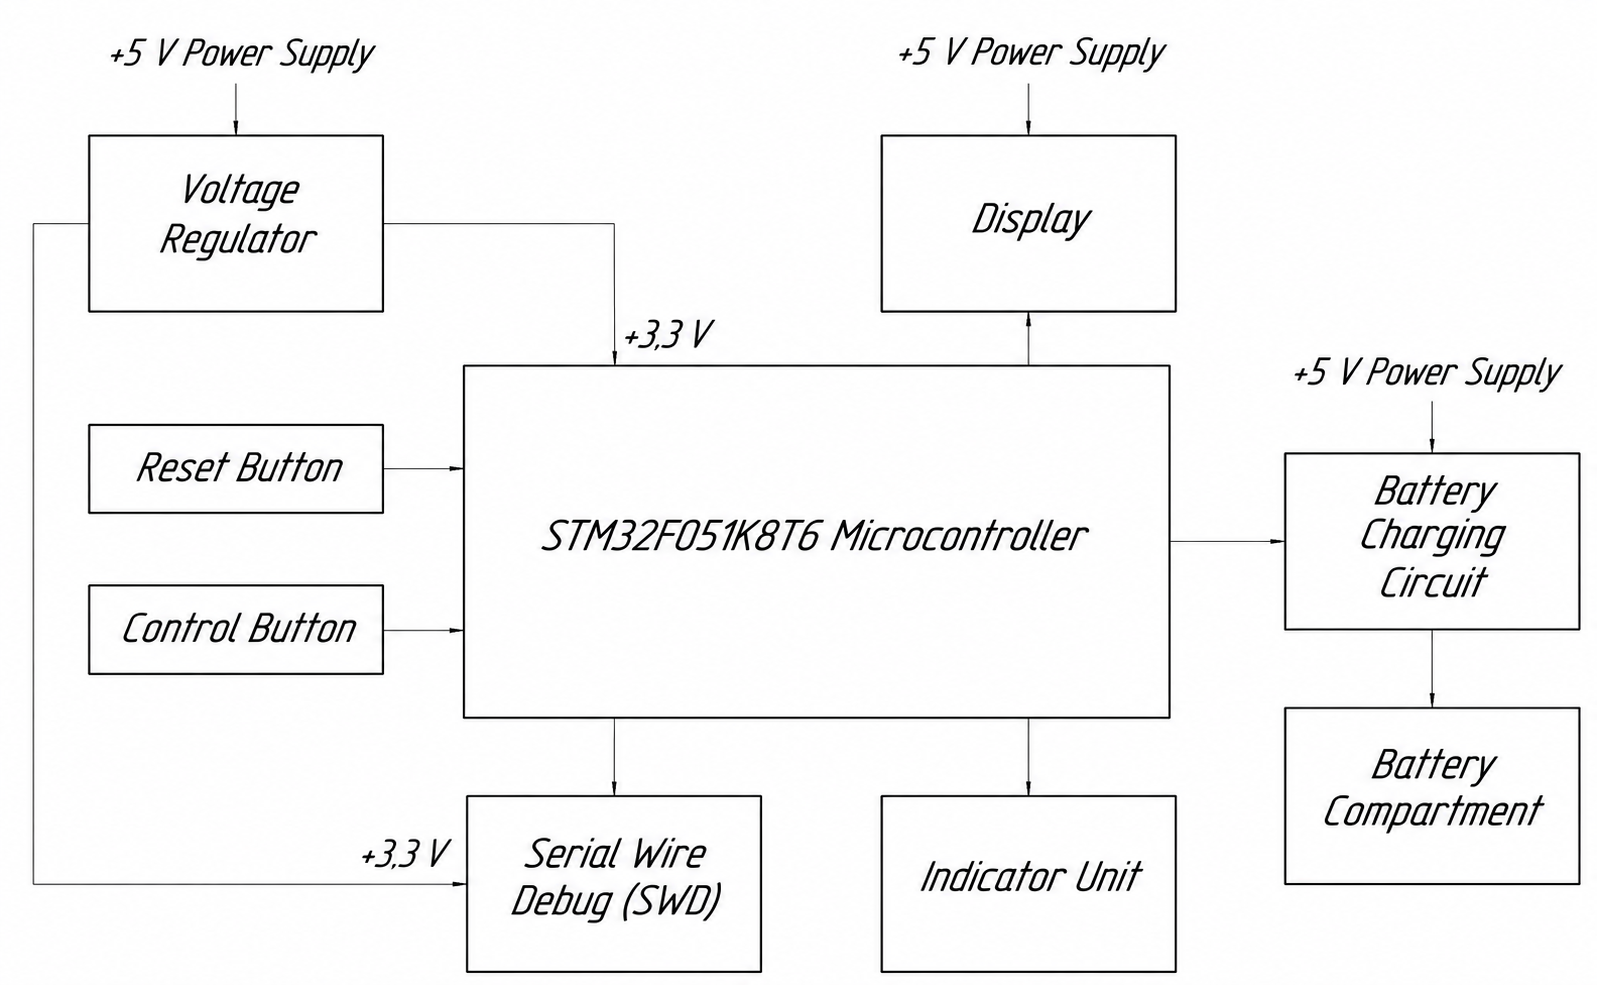 +5 V Power Supply
+5 V Power Supply
Voltage
Regulator
Display
+3,3 V
+5 V Power Supply
Reset Button
STM32F051K8T6 Microcontroller
Battery
Charging
Circuit
Control Button
Battery
Compartment
+3,3 V
Serial Wire
Debug (SWD)
Indicator Unit